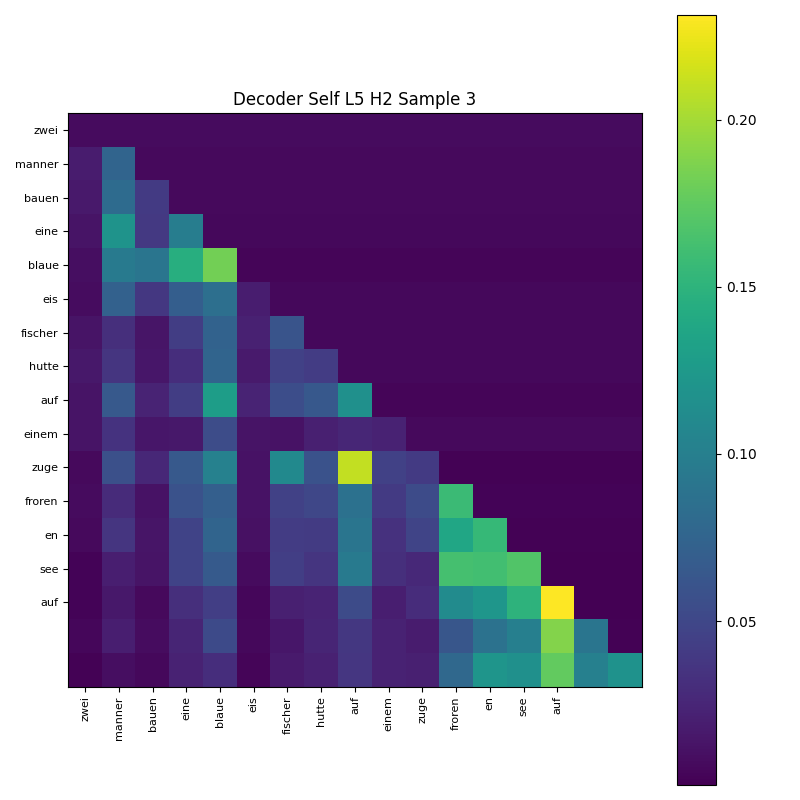 Decoder Self L5 H2 Sample 3
zwei
manner
bauen
eine
blaue
eis
fischer
hutte
auf
einem
zuge
froren
en
see
auf
zwei
manner
bauen
eine
blaue
eis
fischer
hutte
auf
einem
zuge
froren
en
see
auf
0.20
0.15
0.10
0.05